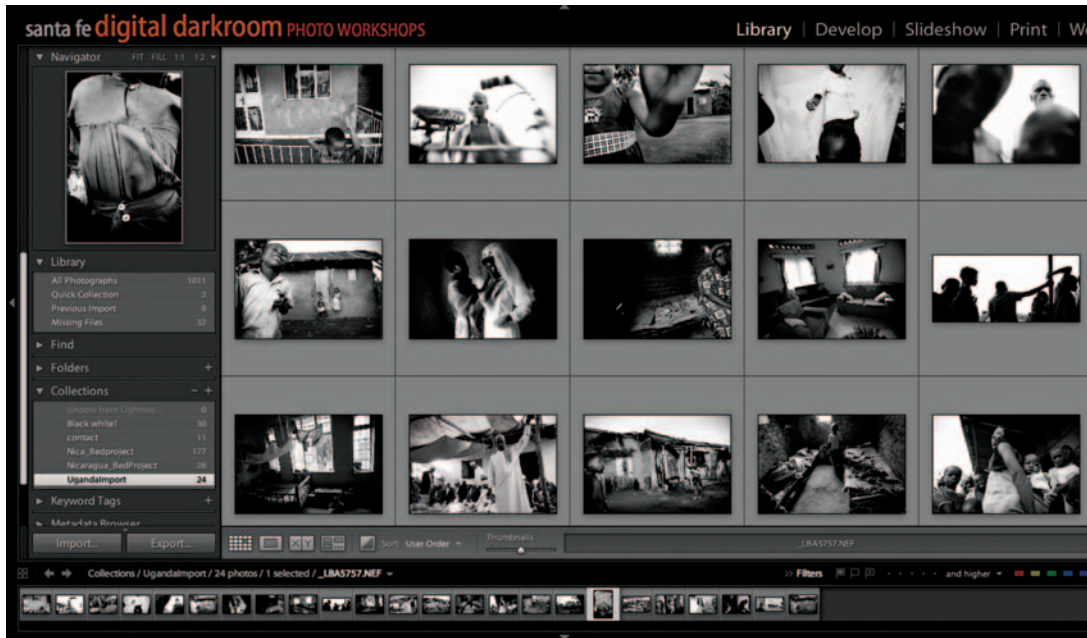 santa fe digital darkroom PHOTO WORKSHOPS
Library | Develop | Slideshow | Print | W
Navigator FIT FILL 1:1 1:2
Library
All Photographs 1011
Quick Collection 2
Previous Import 8
Missing Files 32
Find
Folders +
Collections - +
0
Black white1 30
contact 11
Nica_Bedproject 177
Nicaragua_BedProject 28
UgandaImport 24
Keyword Tags +
Metadata Browser
Import... Export...
XY Sort: User Order Thumbnails _LBA5757.NEF
Collections / UgandaImport / 24 photos / 1 selected / _LBA5757.NEF
>> Filters and higher